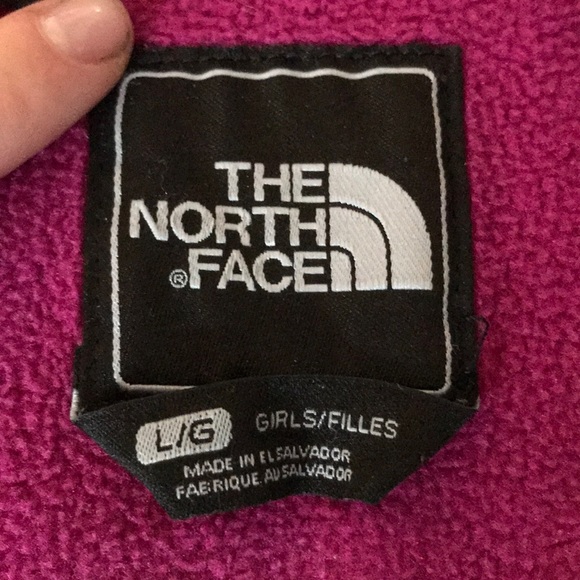 THE
NORTH
® FACE
L/G GIRLS/FILLES
MADE IN EL SALVADOR
FABRIQUE AU SALVADOR